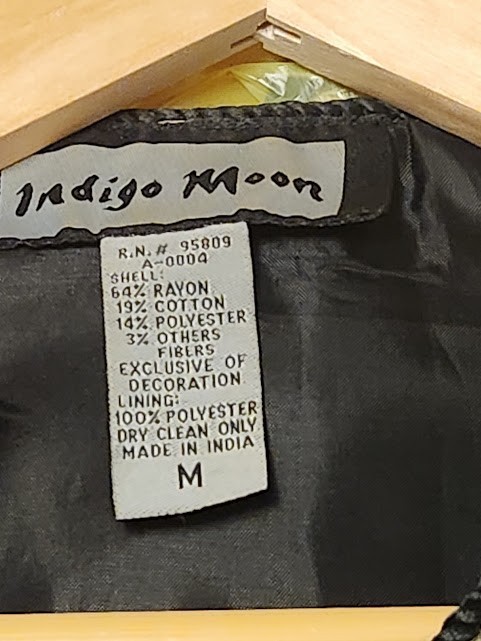 Indigo Moon
R.N. # 95809
A-0004
SHELL:
64% RAYON
19% COTTON
14% POLYESTER
3% OTHERS
FIBERS
EXCLUSIVE OF
DECORATION
LINING:
100% POLYESTER
DRY CLEAN ONLY
MADE IN INDIA
M